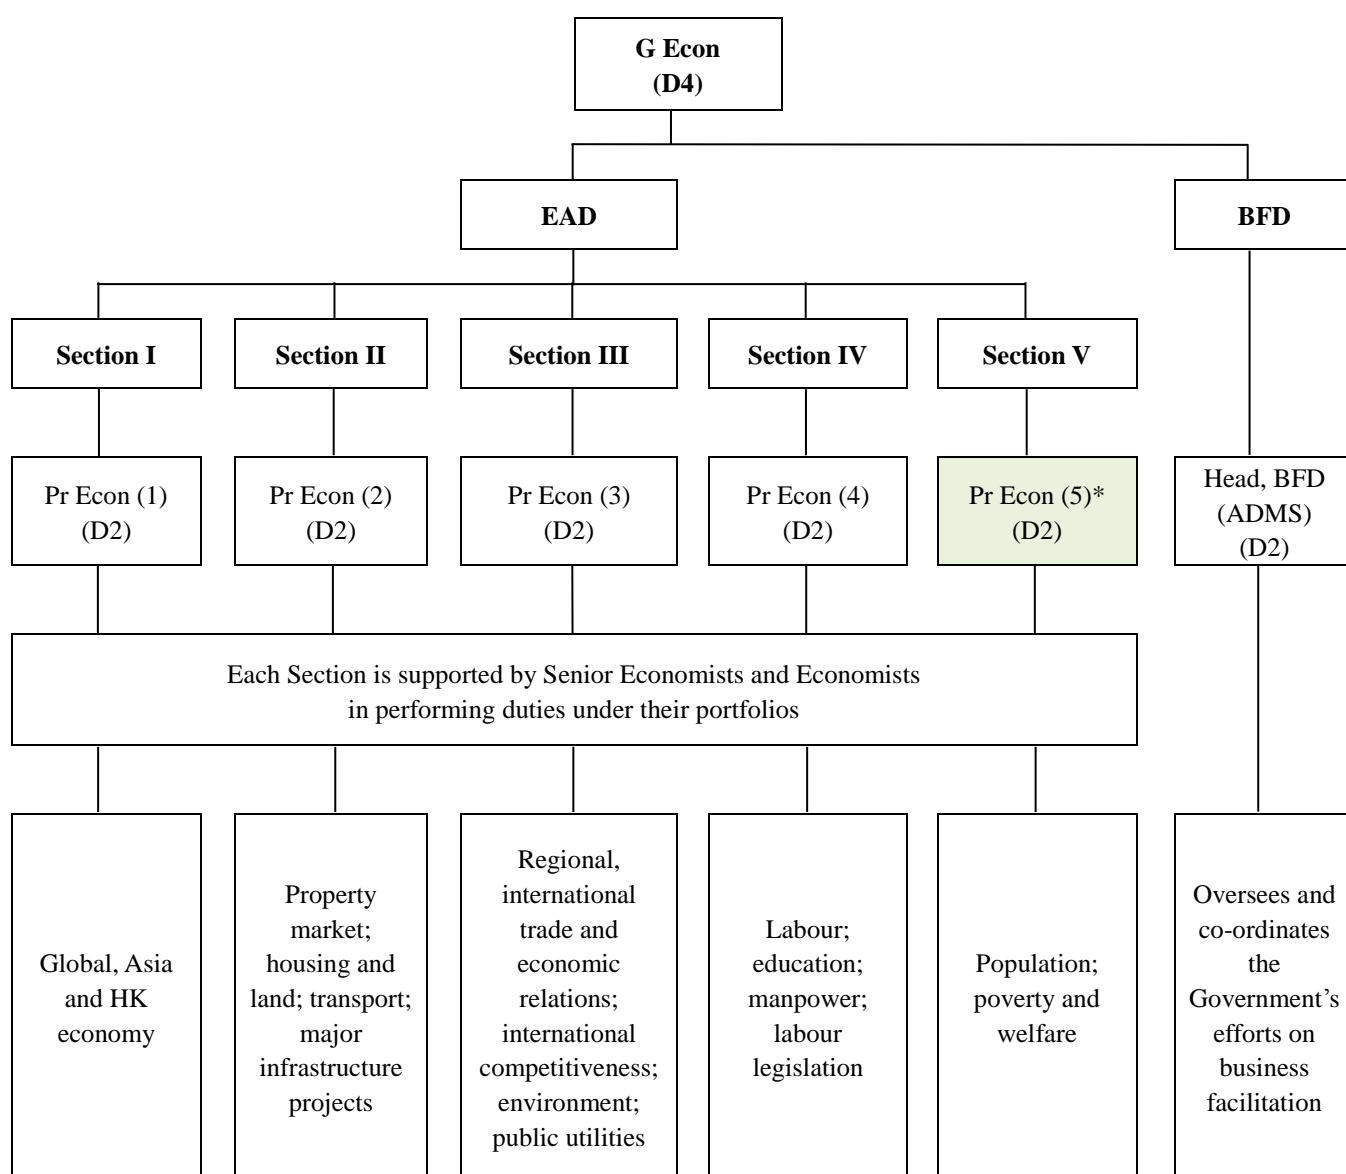 G Econ
(D4)
EAD
BFD
Section I
Section II
Section III
Section IV
Section V
Pr Econ (1)
(D2)
Pr Econ (2)
(D2)
Pr Econ (3)
(D2)
Pr Econ (4)
(D2)
Pr Econ (5)*
(D2)
Head, BFD
(ADMS)
(D2)
Each Section is supported by Senior Economists and Economists
in performing duties under their portfolios
Global, Asia
and HK
economy
Property
market;
housing and
land; transport;
major
infrastructure
projects
Regional,
international
trade and
economic
relations;
international
competitiveness;
environment;
public utilities
Labour;
education;
manpower;
labour
legislation
Population;
poverty and
welfare
Oversees and
co-ordinates
the
Government’s
efforts on
business
facilitation